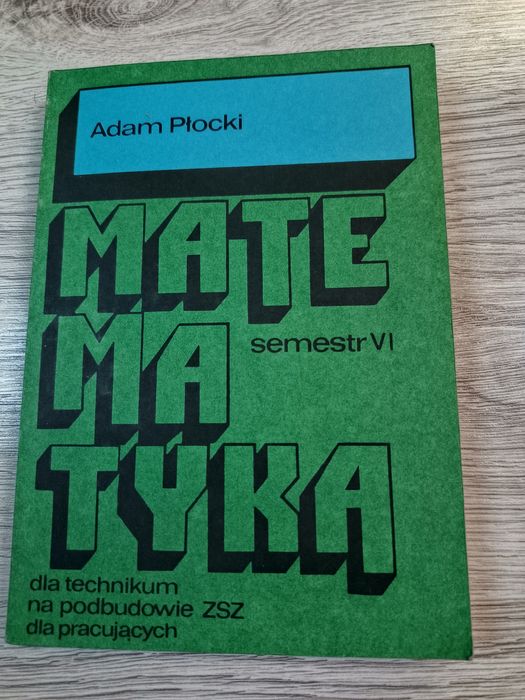 Adam Płocki
MATE
MA
TYKA
semestr VI
dla technikum
na podbudowie ZSZ
dla pracujących